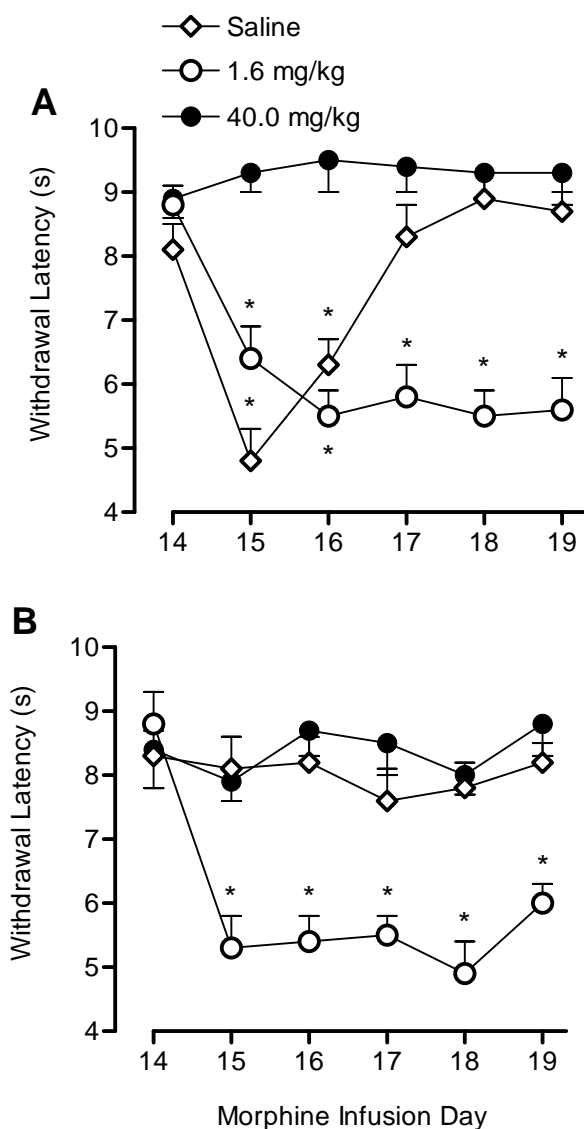 Saline
1.6 mg/kg
40.0 mg/kg
A
10
9
8
7
6
5
4
Withdrawal Latency (s)
* * * * *
* *
14 15 16 17 18 19
B
10
9
8
7
6
5
4
Withdrawal Latency (s)
* * * * *
14 15 16 17 18 19
Morphine Infusion Day